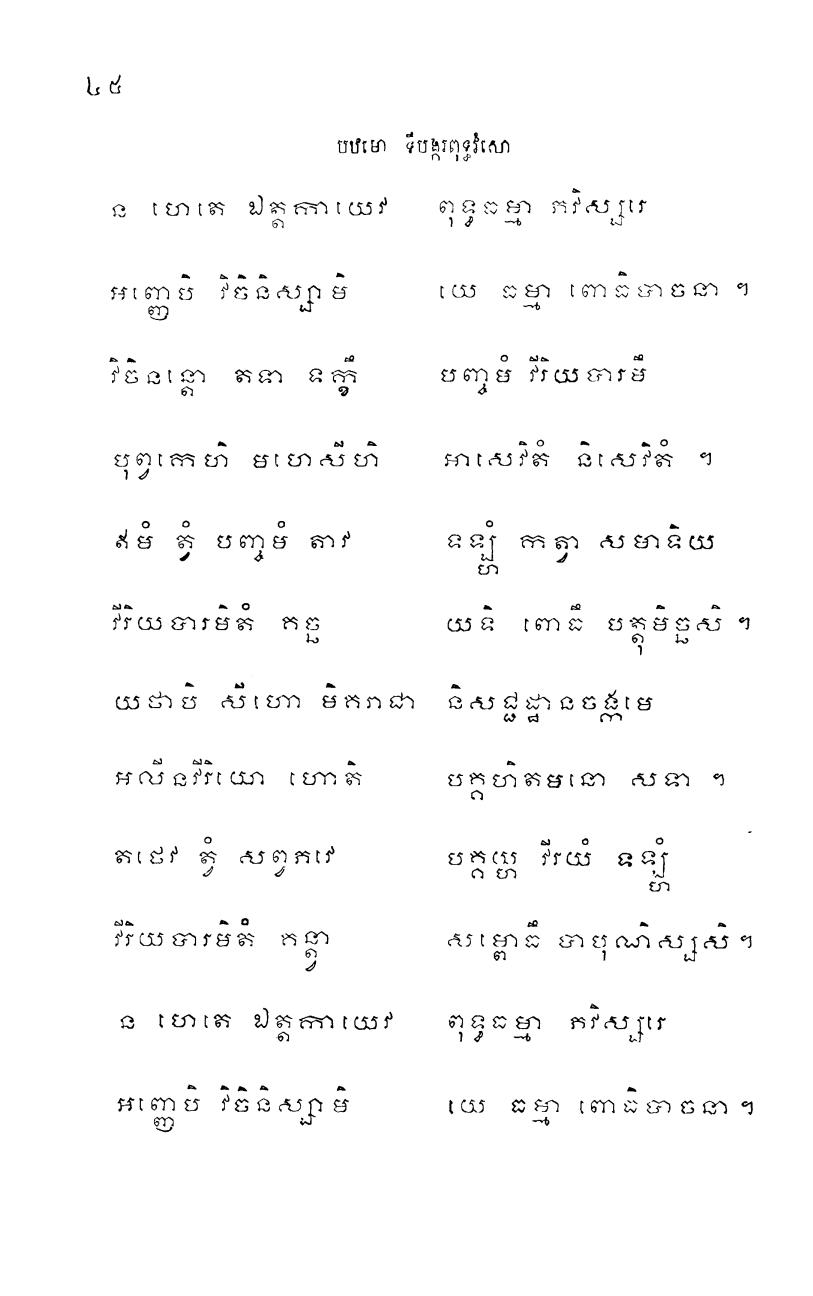 ៤៥
បឋមោ ទីបង្ករពុទ្ធវំសោ
ន ហេតេ ឯត្តកាយេវ ពុទ្ធធម្មា ភវិស្សរេ
អញ្ញេបិ វិចិនិស្សាមិ យេ ធម្មា ពោធិបាចនា ។
វិចិនន្តោ តទា ទក្ខឹ បញ្ចមំ វីរិយបារមឹ
បុព្វកេហិ មហេសីហិ អាសេវិតំ និសេវិតំ ។
ឥមំ ត្វំ បញ្ចមំ តាវ ទឡ្ហំ កត្វា សមាទិយ
វីរិយបារមិតំ គច្ឆ យទិ ពោធឹ បត្តុមិច្ឆសិ ។
យថាបិ សីហោ មិគរាជា និសជ្ជដ្ឋានចង្កមេ
អលីនវីរិយោ ហោតិ បគ្គហិតមនោ សទា ។
តថេវ ត្វំ សព្វភវេ បគ្គយ្ហ វីរយំ ទឡ្ហំ
វីរិយបារមិតំ គន្ត្វា សម្ពោធឹ បាបុណិស្សសិ។
ន ហេតេ ឯត្តកាយេវ ពុទ្ធធម្មា ភវិស្សរេ
អញ្ញេបិ វិចិនិស្សាមិ យេ ធម្មា ពោធិបាចនា ។